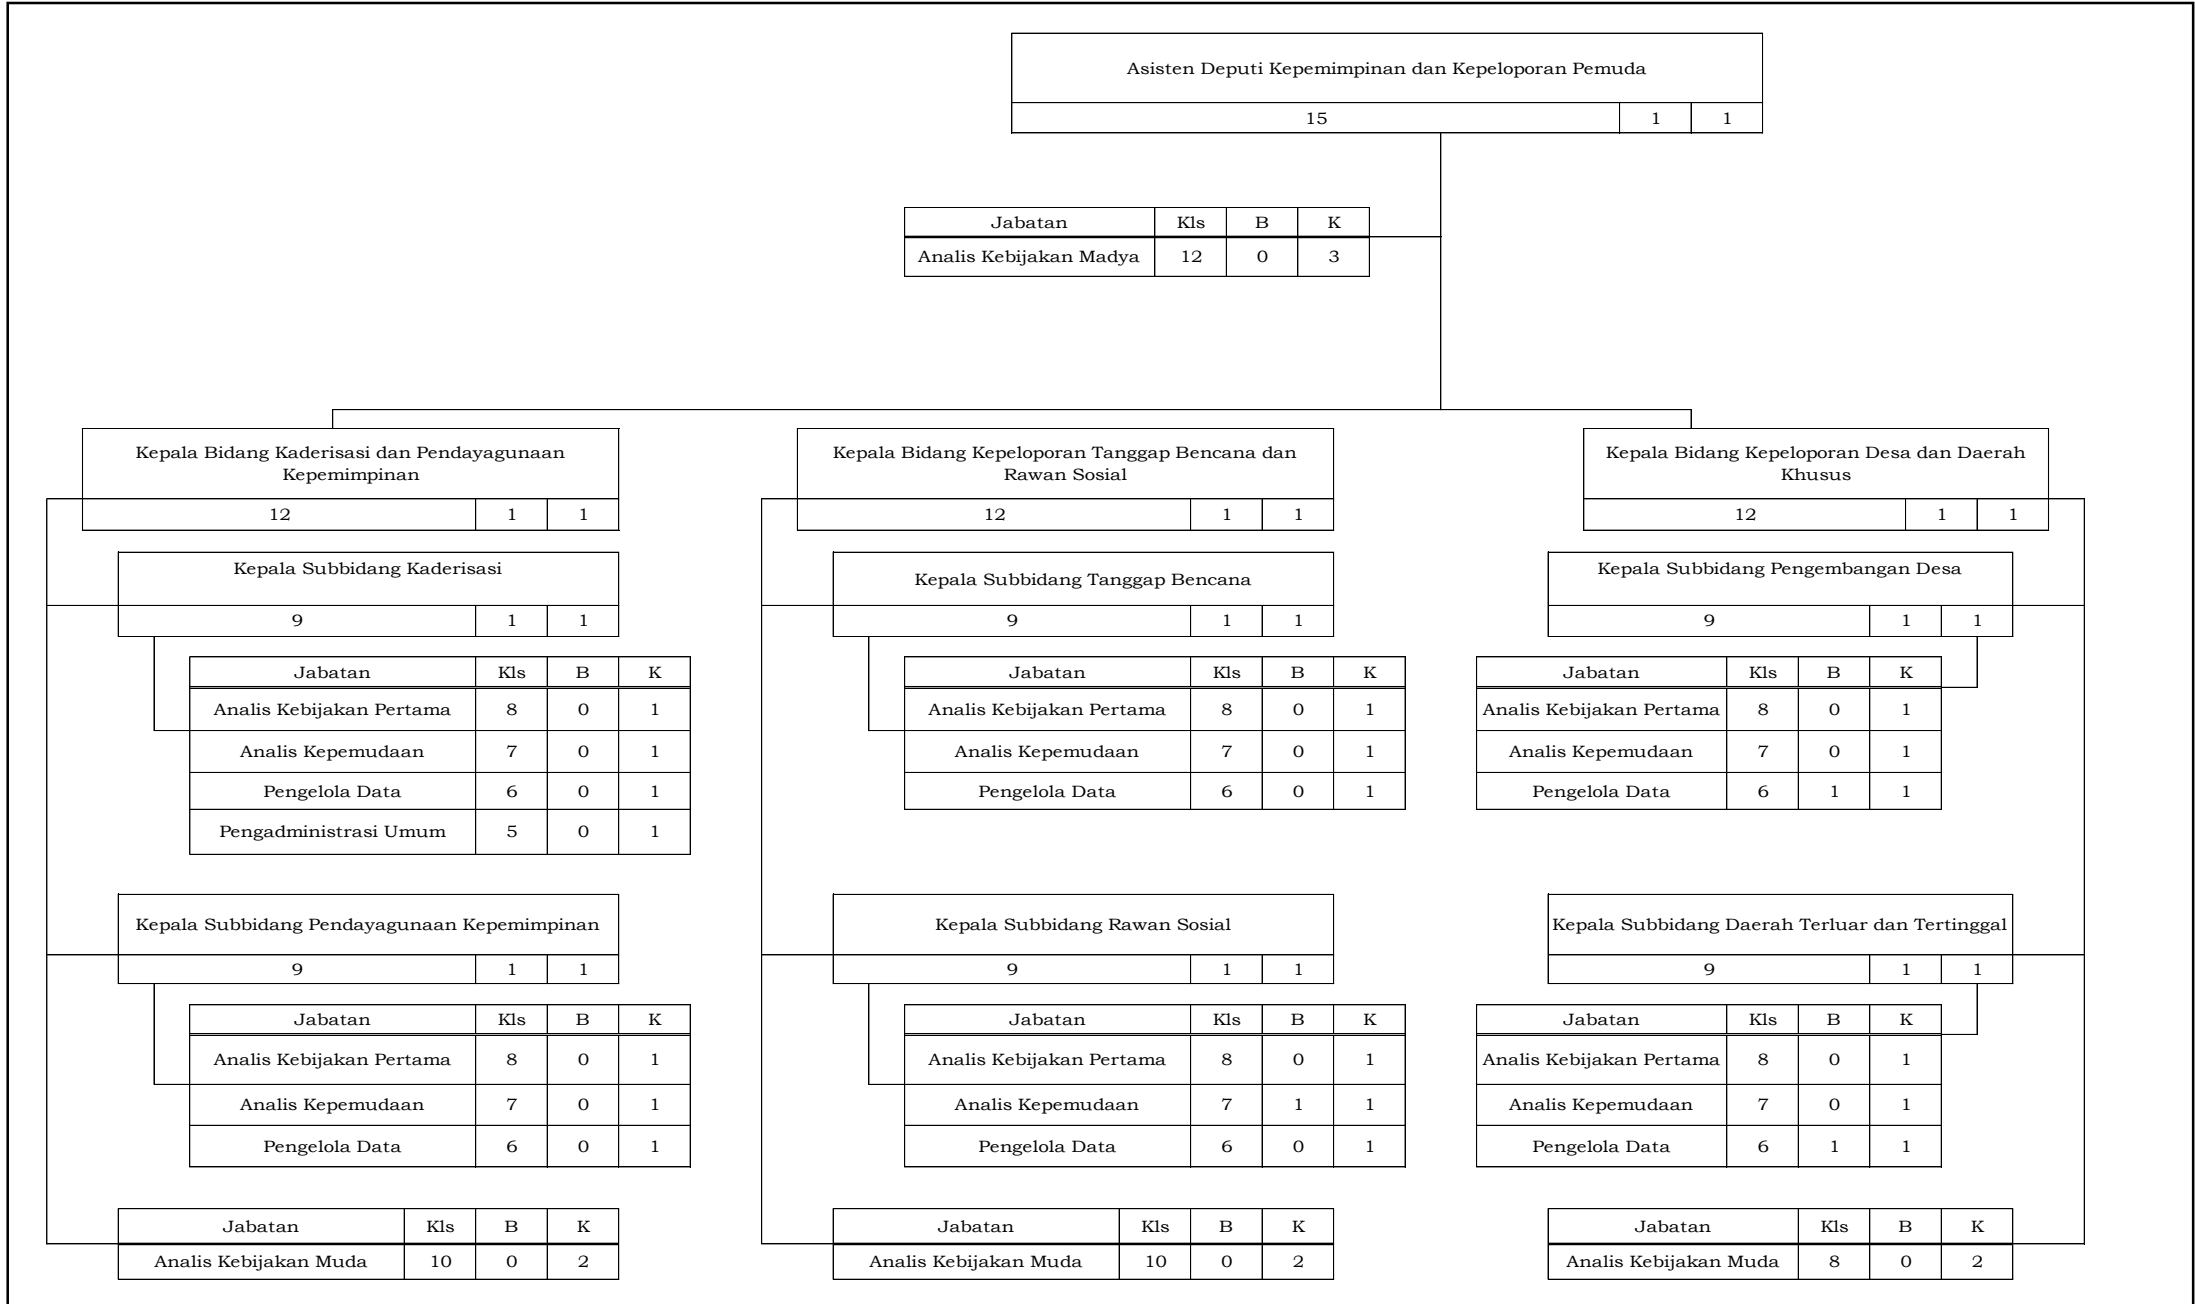 Asisten Deputi Kepemimpinan dan Kepeloporan Pemuda
15 1 1
Jabatan Kls B K
Analis Kebijakan Madya 12 0 3
Kepala Bidang Kaderisasi dan Pendayagunaan
Kepemimpinan
12 1 1
Kepala Subbidang Kaderisasi
9 1 1
Jabatan Kls B K
Analis Kebijakan Pertama 8 0 1
Analis Kepemudaan 7 0 1
Pengelola Data 6 0 1
Pengadministrasi Umum 5 0 1
Kepala Subbidang Pendayagunaan Kepemimpinan
9 1 1
Jabatan Kls B K
Analis Kebijakan Pertama 8 0 1
Analis Kepemudaan 7 0 1
Pengelola Data 6 0 1
Jabatan Kls B K
Analis Kebijakan Muda 10 0 2
Kepala Bidang Kepeloporan Tanggap Bencana dan
Rawan Sosial
12 1 1
Kepala Subbidang Tanggap Bencana
9 1 1
Jabatan Kls B K
Analis Kebijakan Pertama 8 0 1
Analis Kepemudaan 7 0 1
Pengelola Data 6 0 1
Kepala Subbidang Rawan Sosial
9 1 1
Jabatan Kls B K
Analis Kebijakan Pertama 8 0 1
Analis Kepemudaan 7 1 1
Pengelola Data 6 0 1
Jabatan Kls B K
Analis Kebijakan Muda 10 0 2
Kepala Bidang Kepeloporan Desa dan Daerah
Khusus
12 1 1
Kepala Subbidang Pengembangan Desa
9 1 1
Jabatan Kls B K
Analis Kebijakan Pertama 8 0 1
Analis Kepemudaan 7 0 1
Pengelola Data 6 1 1
Kepala Subbidang Daerah Terluar dan Tertinggal
9 1 1
Jabatan Kls B K
Analis Kebijakan Pertama 8 0 1
Analis Kepemudaan 7 0 1
Pengelola Data 6 1 1
Jabatan Kls B K
Analis Kebijakan Muda 8 0 2